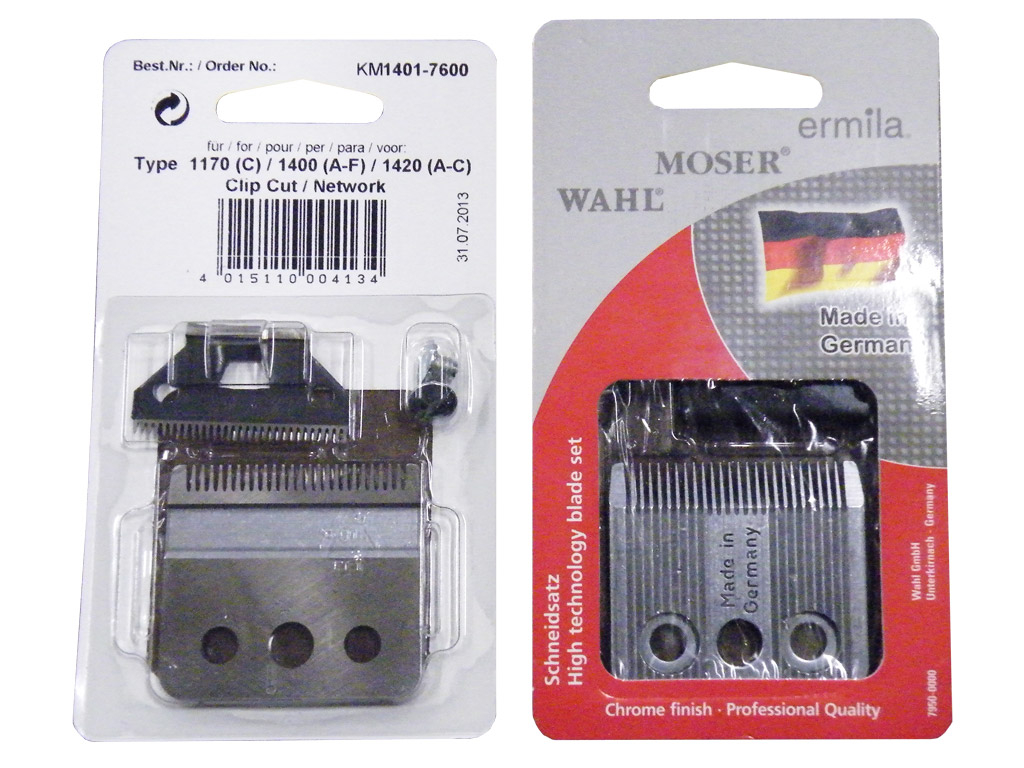 Best.Nr.: / Order No.:
KM1401-7600
für / for / pour / per / para / voor:
Type 1170 (C) / 1400 (A-F) / 1420 (A-C)
Clip Cut / Network
31.07.2013
4 015110 004134
ermila
MOSER®
WAHL®
Made in
German
Made in
Germany
Schneidsatz
High technology blade set
Wahl GmbH
Unterkirnach · Germany
7950-0000
Chrome finish · Professional Quality